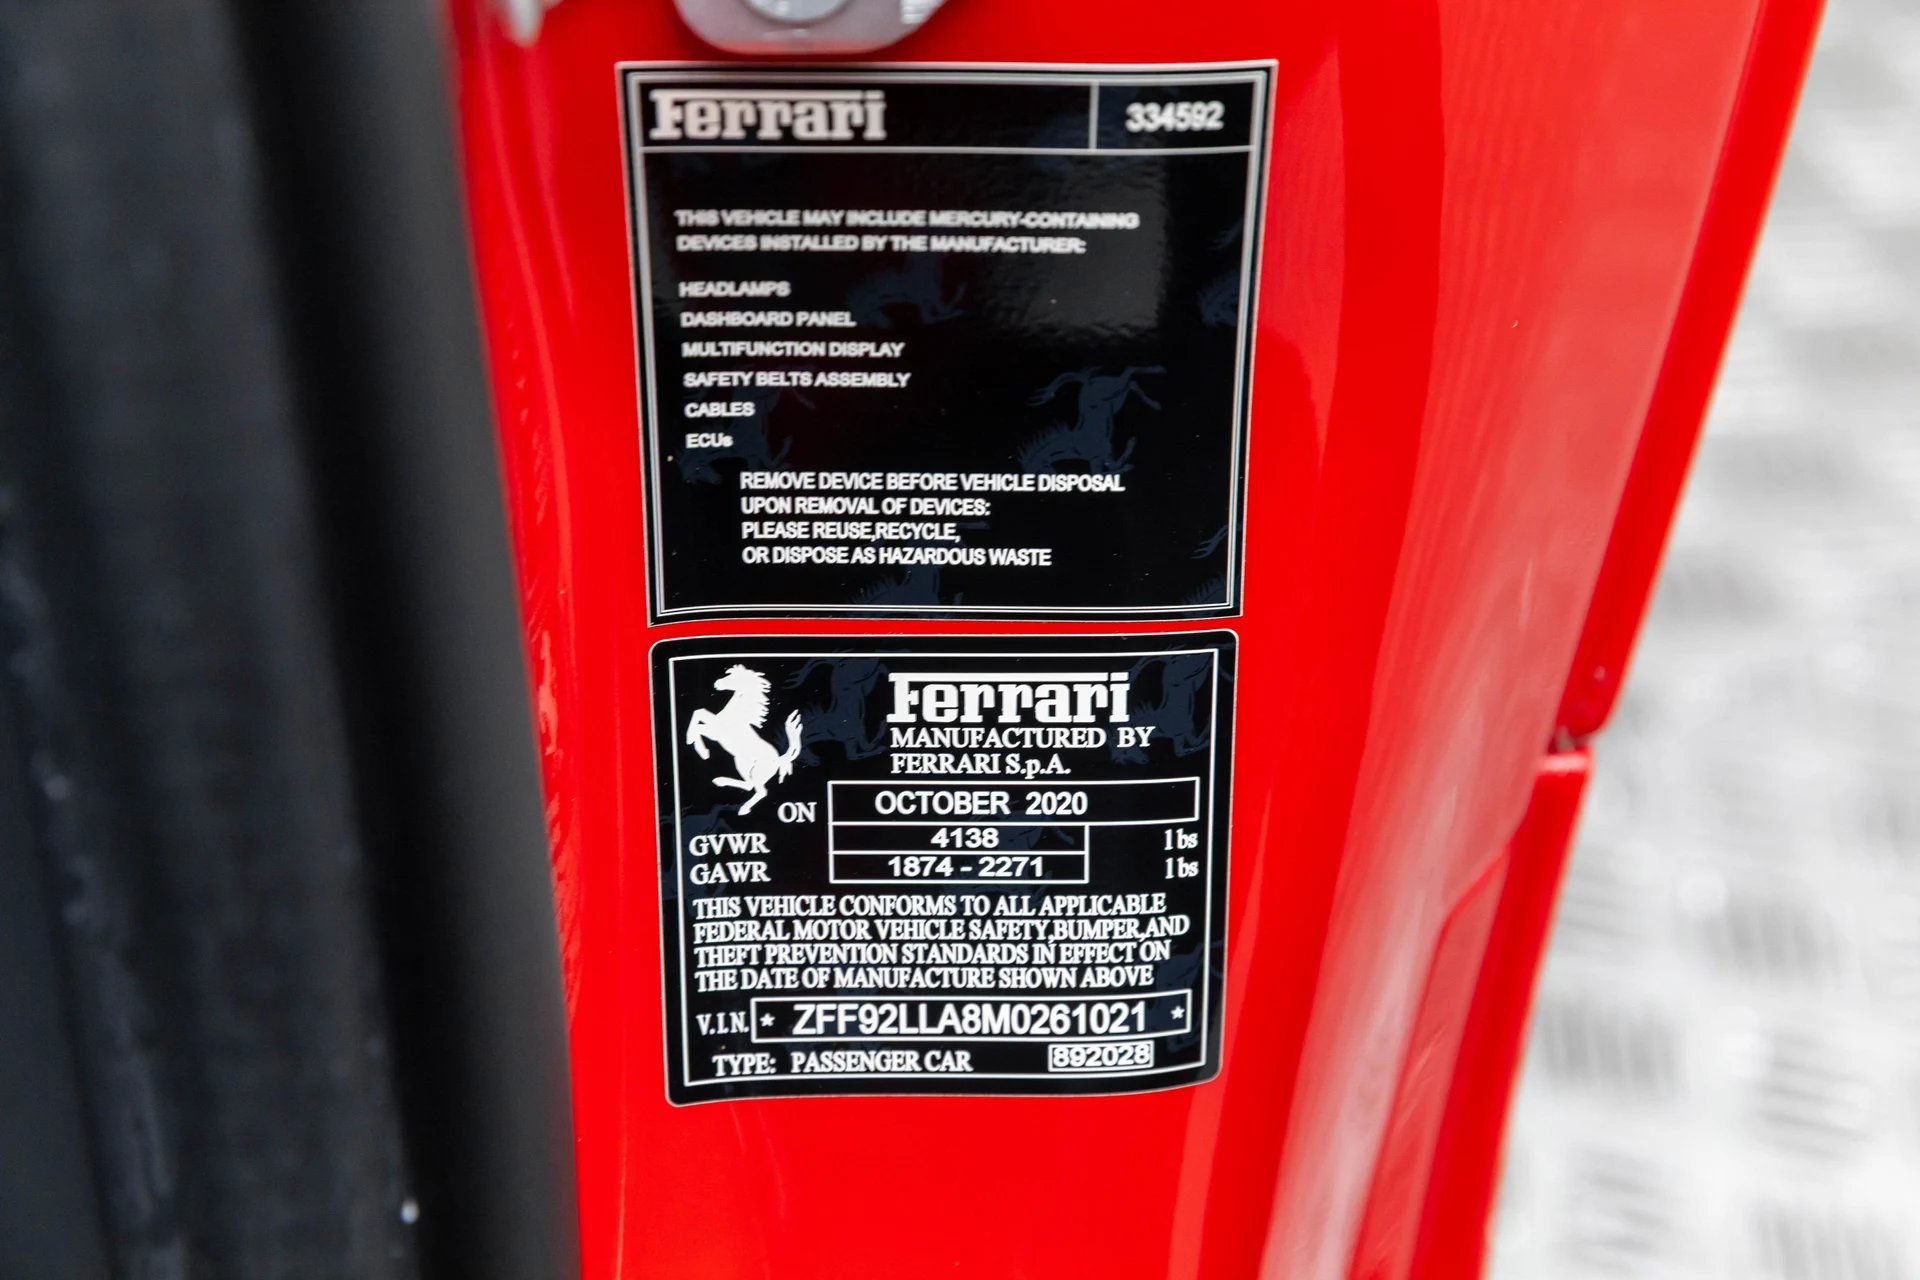 Ferrari 334592
THIS VEHICLE MAY INCLUDE MERCURY-CONTAINING
DEVICES INSTALLED BY THE MANUFACTURER:
HEADLAMPS
DASHBOARD PANEL
MULTIFUNCTION DISPLAY
SAFETY BELTS ASSEMBLY
CABLES
ECUs
REMOVE DEVICE BEFORE VEHICLE DISPOSAL
UPON REMOVAL OF DEVICES:
PLEASE REUSE,RECYCLE,
OR DISPOSE AS HAZARDOUS WASTE
Ferrari
MANUFACTURED BY
FERRARI S.p.A.
ON OCTOBER 2020
GVWR 4138 lbs
GAWR 1874 - 2271 lbs
THIS VEHICLE CONFORMS TO ALL APPLICABLE
FEDERAL MOTOR VEHICLE SAFETY,BUMPER,AND
THEFT PREVENTION STANDARDS IN EFFECT ON
THE DATE OF MANUFACTURE SHOWN ABOVE
V.I.N. * ZFF92LLA8M0261021 *
TYPE: PASSENGER CAR 892028